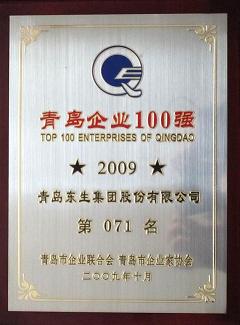 青岛企业100强
TOP 100 ENTERPRISES OF QINGDAO
★ 2009 ★
青岛东生集团股份有限公司
第 071 名
青岛市企业联合会 青岛市企业家协会
二〇〇九年十月